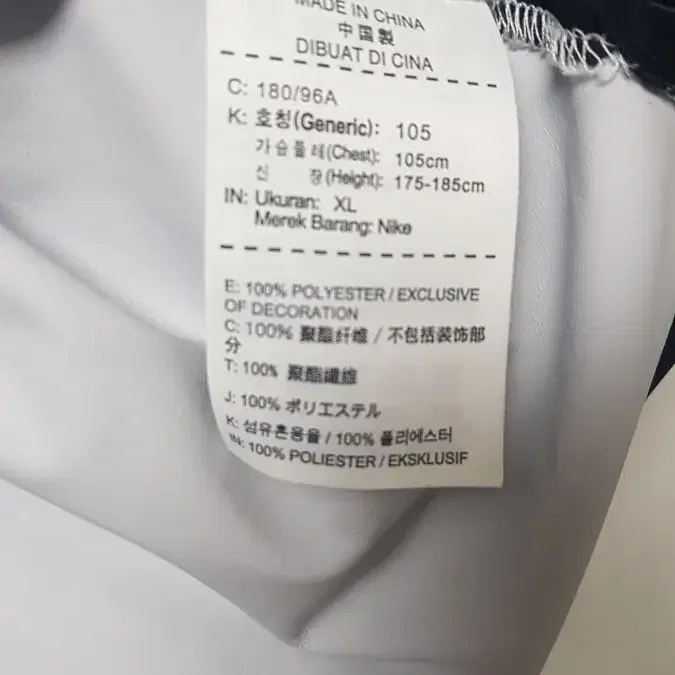 MADE IN CHINA
中国製
DIBUAT DI CINA
C: 180/96A
K: 호칭(Generic): 105
가슴둘레(Chest): 105cm
신 장(Height): 175-185cm
IN: Ukuran: XL
Merek Barang: Nike
E: 100% POLYESTER / EXCLUSIVE
OF DECORATION
C: 100% 聚酯纤维 / 不包括装饰部
分
T: 100% 聚酯纖維
J: 100% ポリエステル
K: 섬유혼용율 / 100% 폴리에스터
IN: 100% POLIESTER / EKSKLUSIF